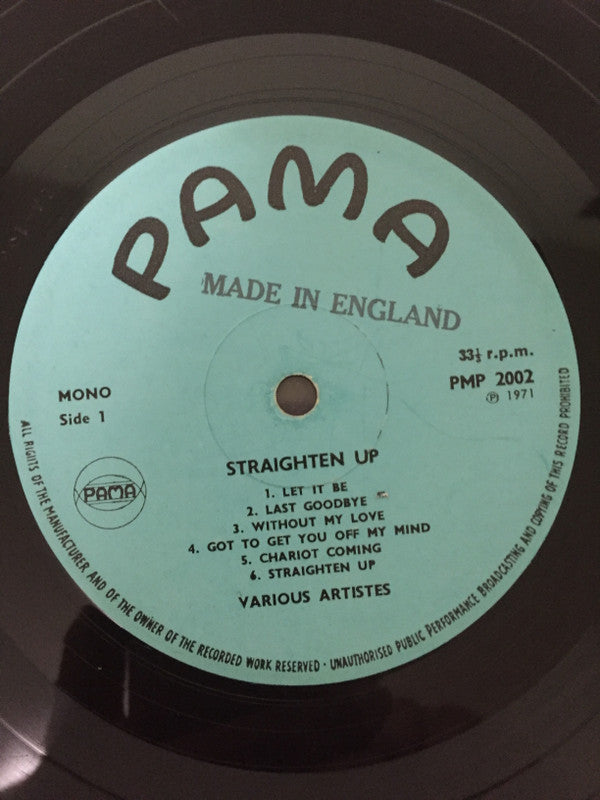 PAMA
MADE IN ENGLAND
33⅓ r.p.m.
PMP 2002
Ⓟ 1971
MONO
Side 1
PAMA
STRAIGHTEN UP
1. LET IT BE
2. LAST GOODBYE
3. WITHOUT MY LOVE
4. GOT TO GET YOU OFF MY MIND
5. CHARIOT COMING
6. STRAIGHTEN UP
VARIOUS ARTISTES
ALL RIGHTS OF THE MANUFACTURER AND OF THE OWNER OF THE RECORDED WORK RESERVED · UNAUTHORISED PUBLIC PERFORMANCE BROADCASTING AND COPYING OF THIS RECORD PROHIBITED